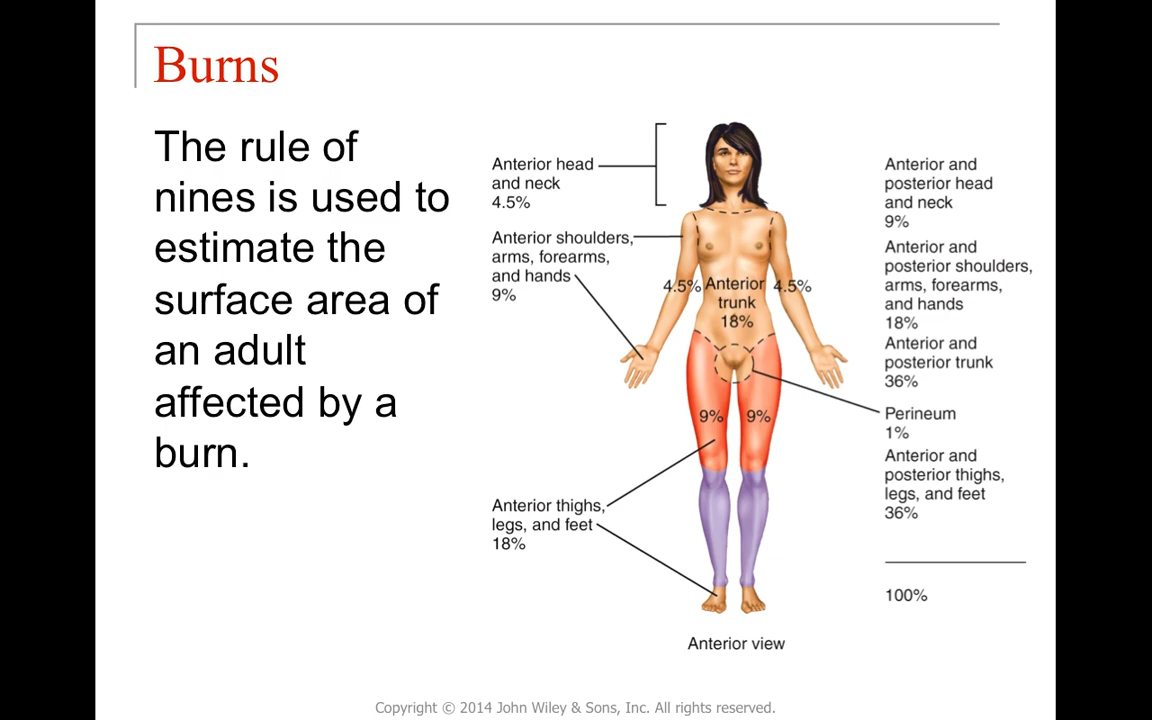 Burns
The rule of
nines is used to
estimate the
surface area of
an adult
affected by a
burn.
Anterior head
and neck
4.5%
Anterior shoulders,
arms, forearms,
and hands
9%
4.5% Anterior 4.5%
trunk
18%
9% 9%
Anterior thighs,
legs, and feet
18%
Anterior view
Anterior and
posterior head
and neck
9%
Anterior and
posterior shoulders,
arms, forearms,
and hands
18%
Anterior and
posterior trunk
36%
Perineum
1%
Anterior and
posterior thighs,
legs, and feet
36%
100%
Copyright © 2014 John Wiley & Sons, Inc. All rights reserved.